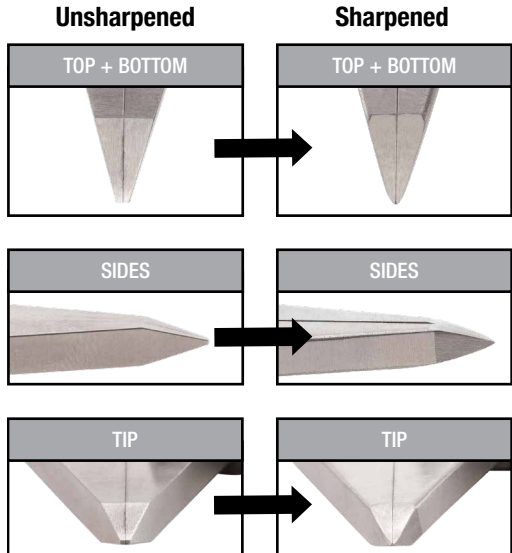 Unsharpened Sharpened
TOP + BOTTOM TOP + BOTTOM
SIDES SIDES
TIP TIP